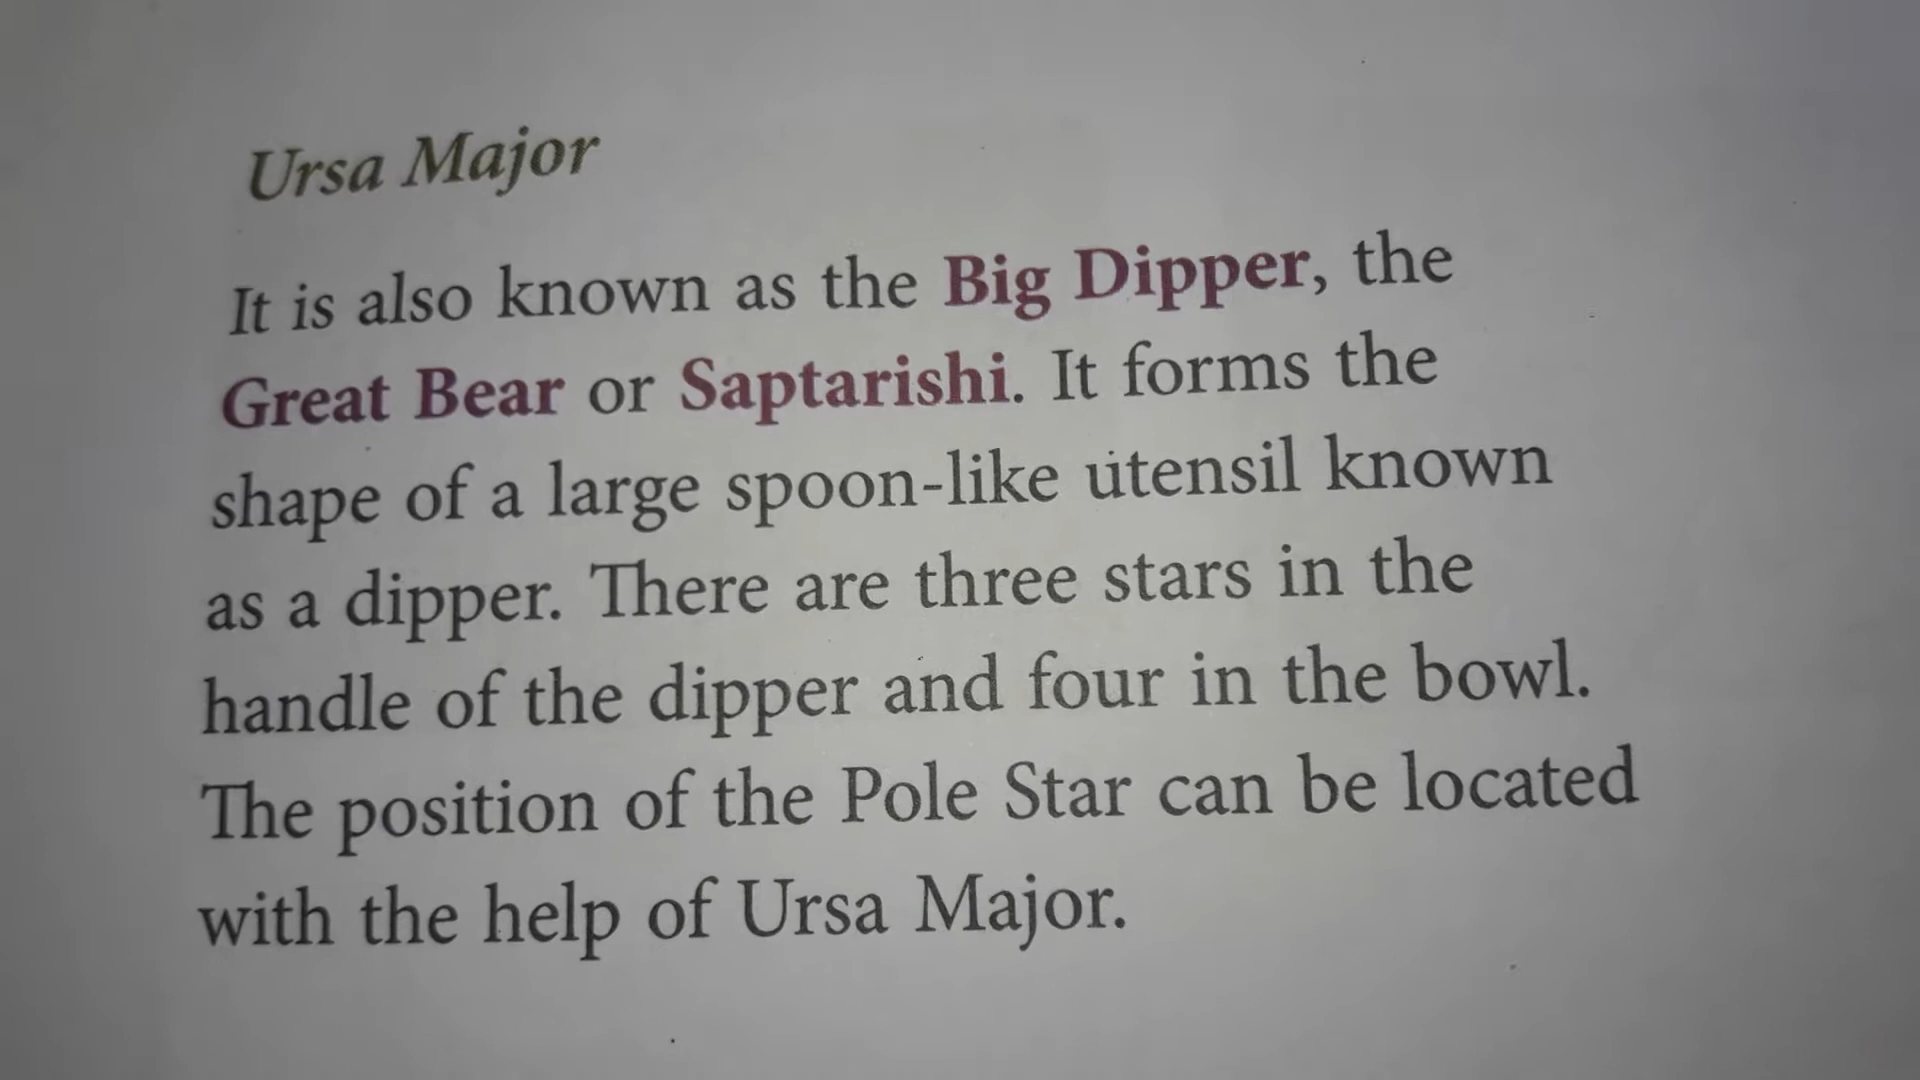 Ursa Major
It is also known as the Big Dipper, the
Great Bear or Saptarishi. It forms the
shape of a large spoon-like utensil known
as a dipper. There are three stars in the
handle of the dipper and four in the bowl.
The position of the Pole Star can be located
with the help of Ursa Major.